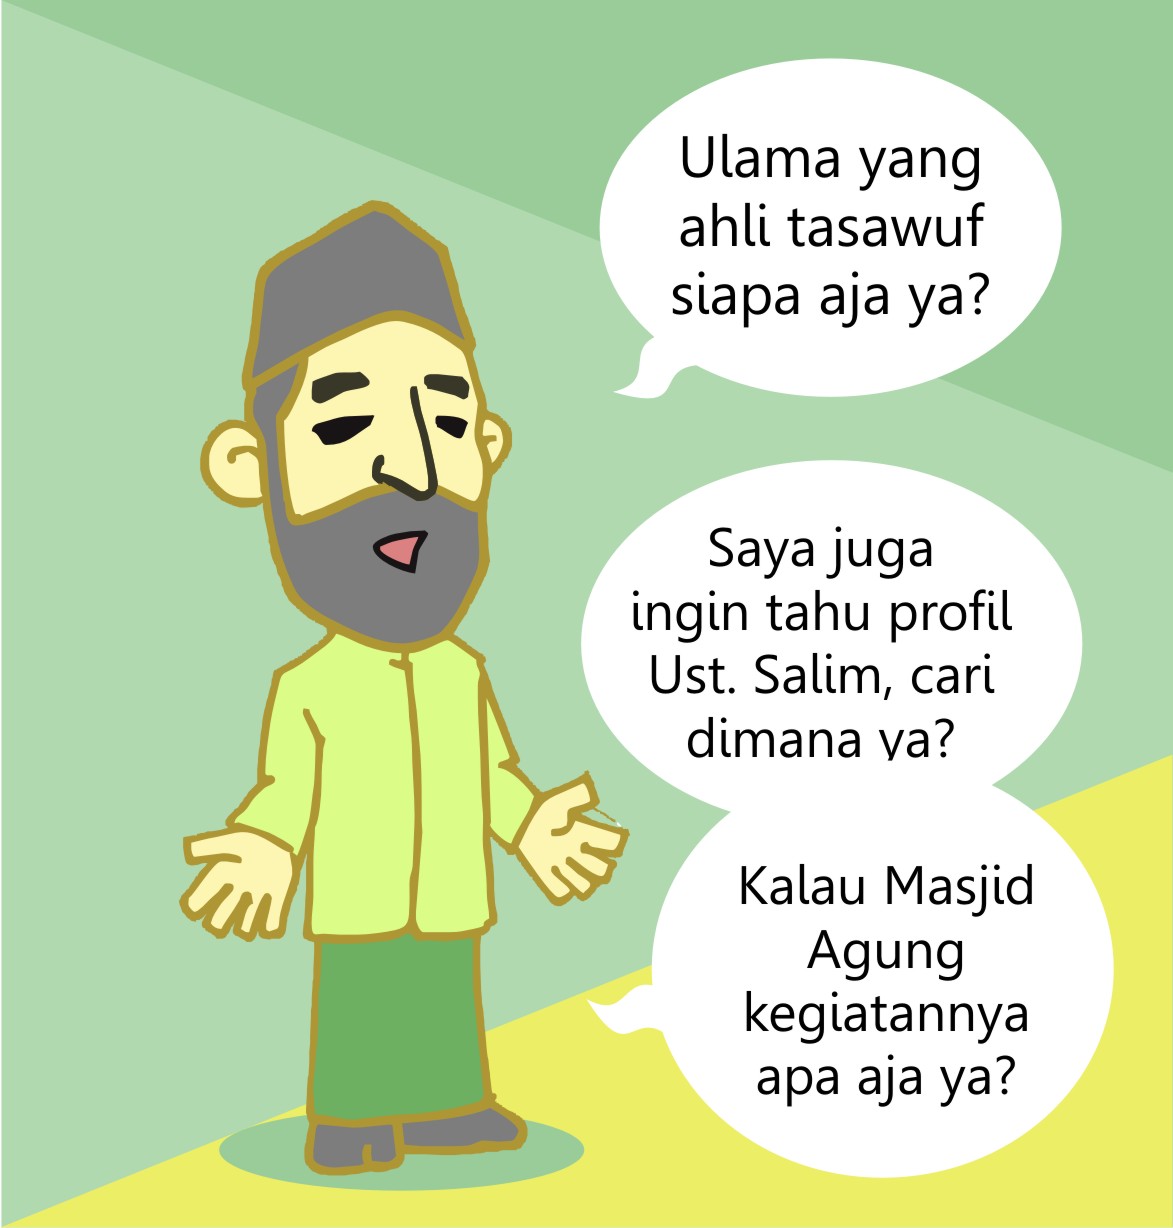 Ulama yang
ahli tasawuf
siapa aja ya?
Saya juga
ingin tahu profil
Ust. Salim, cari
dimana ya?
Kalau Masjid
Agung
kegiatannya
apa aja ya?